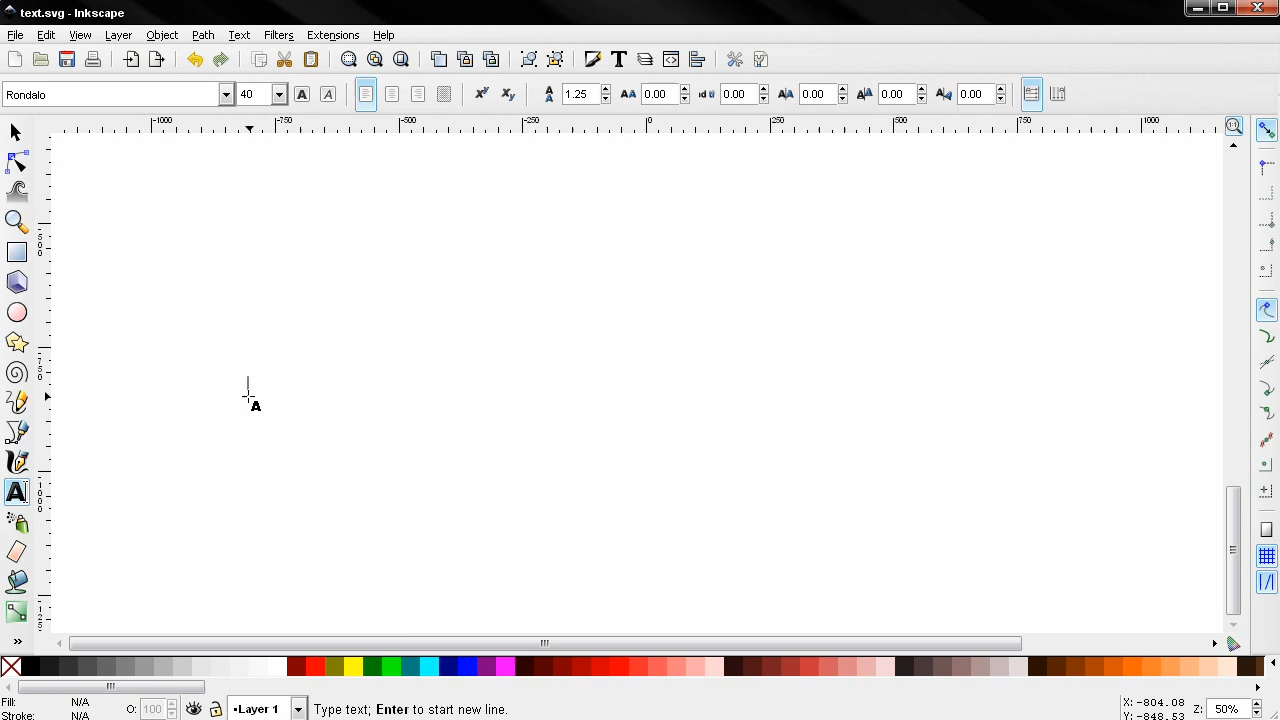 text.svg - Inkscape
File Edit View Layer Object Path Text Filters Extensions Help
Rondalo 40 1.25 0.00 0.00 0.00 0.00 0.00
-1000 -750 -500 -250 0 250 500 750 1000
A
Fill: N/A O: 100 •Layer 1 Type text; Enter to start new line. X: -804.08 Z: 50%
Stroke: N/A Y: -848.52